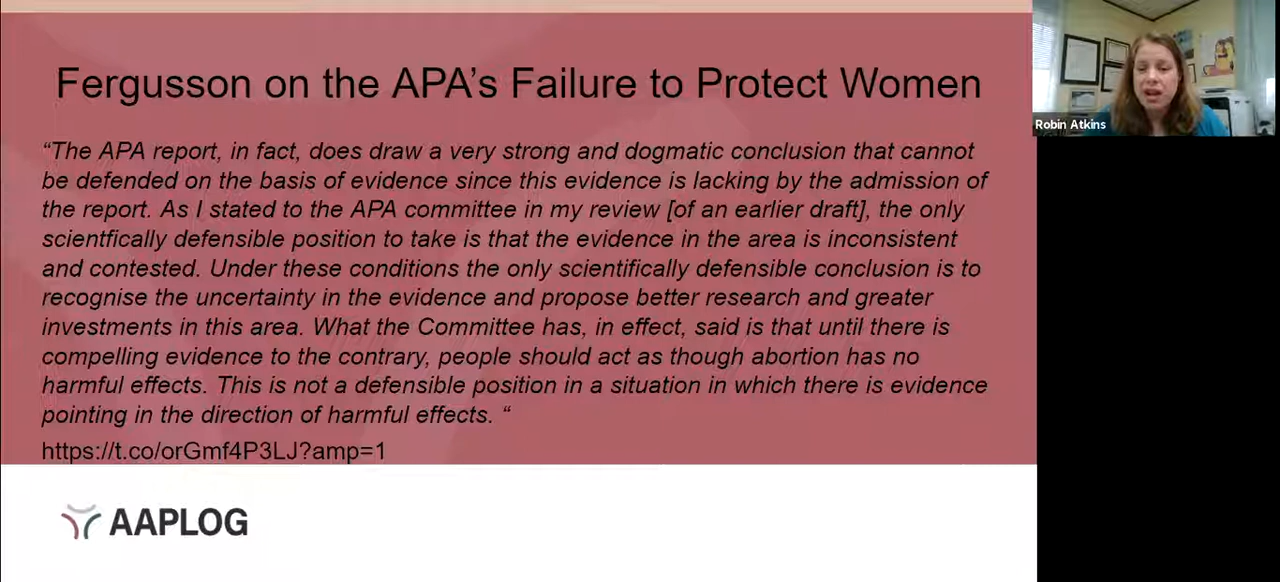 Fergusson on the APA's Failure to Protect Women
“The APA report, in fact, does draw a very strong and dogmatic conclusion that cannot
be defended on the basis of evidence since this evidence is lacking by the admission of
the report. As I stated to the APA committee in my review [of an earlier draft], the only
scientfically defensible position to take is that the evidence in the area is inconsistent
and contested. Under these conditions the only scientifically defensible conclusion is to
recognise the uncertainty in the evidence and propose better research and greater
investments in this area. What the Committee has, in effect, said is that until there is
compelling evidence to the contrary, people should act as though abortion has no
harmful effects. This is not a defensible position in a situation in which there is evidence
pointing in the direction of harmful effects. “
https://t.co/orGmf4P3LJ?amp=1
AAPLOG
Robin Atkins